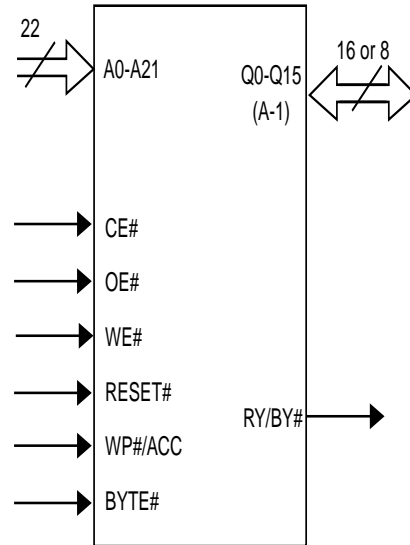 22
A0-A21
Q0-Q15
(A-1)
16 or 8
CE#
OE#
WE#
RESET#
WP#/ACC
BYTE#
RY/BY#